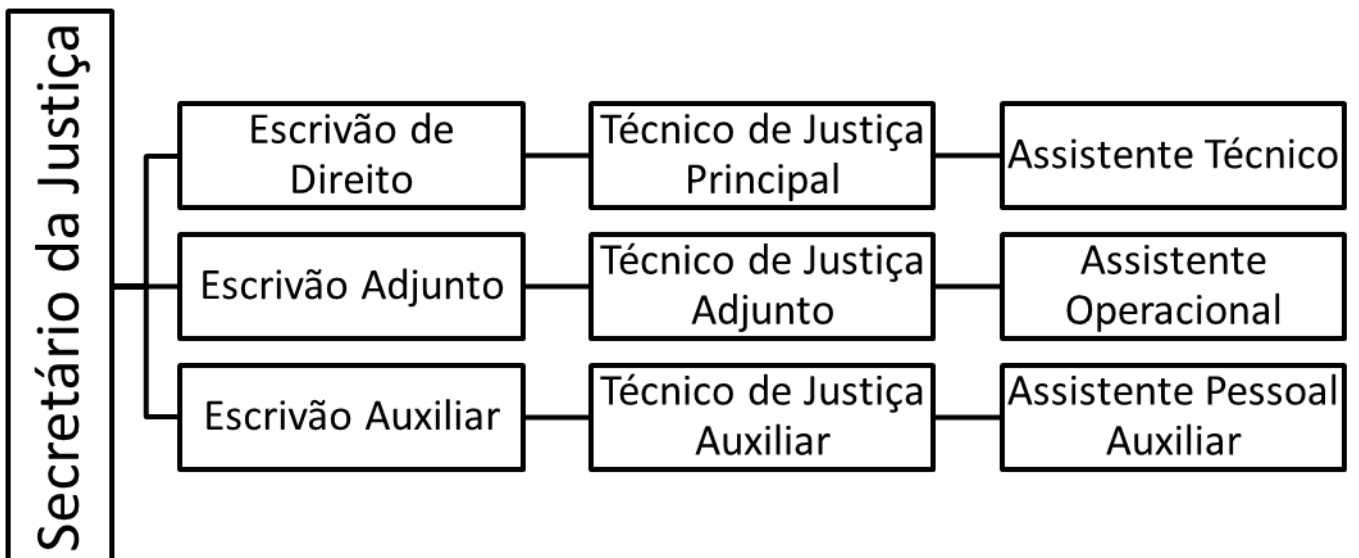 Secretário da Justiça
Escrivão de
Direito
Técnico de Justiça
Principal
Assistente Técnico
Escrivão Adjunto
Técnico de Justiça
Adjunto
Assistente
Operacional
Escrivão Auxiliar
Técnico de Justiça
Auxiliar
Assistente Pessoal
Auxiliar